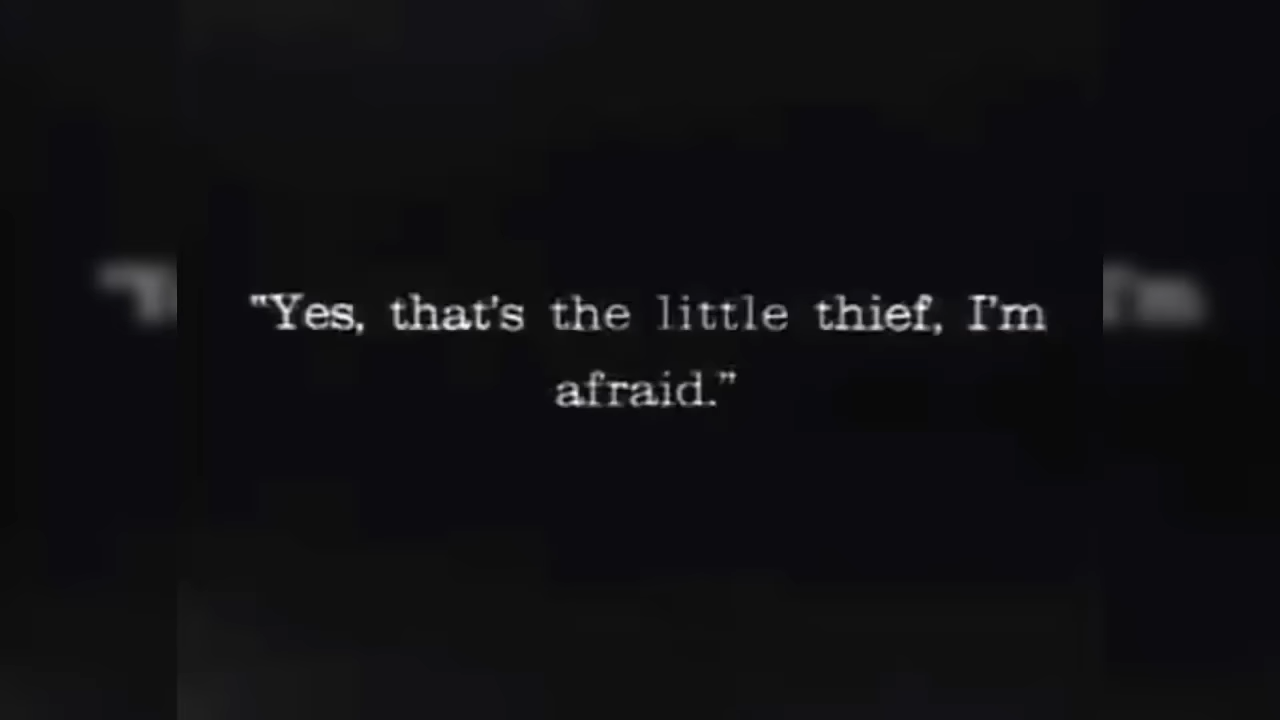 "Yes, that's the little thief, I'm
afraid."